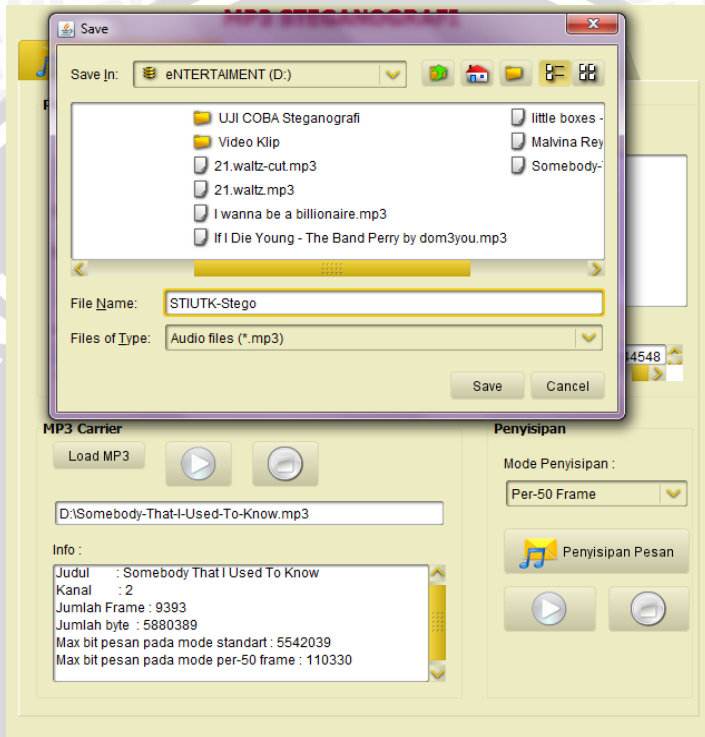 MP3 STEGANOGRAFI
Save
Save In: eNTERTAIMENT (D:)
UJI COBA Steganografi
Video Klip
21.waltz-cut.mp3
21.waltz.mp3
I wanna be a billionaire.mp3
If I Die Young - The Band Perry by dom3you.mp3
little boxes -
Malvina Rey
Somebody-
File Name: STIUTK-Stego
Files of Type: Audio files (*.mp3)
44548
Save Cancel
MP3 Carrier
Load MP3
D:\Somebody-That-I-Used-To-Know.mp3
Info :
Judul : Somebody That I Used To Know
Kanal : 2
Jumlah Frame : 9393
Jumlah byte : 5880389
Max bit pesan pada mode standart : 5542039
Max bit pesan pada mode per-50 frame : 110330
Penyisipan
Mode Penyisipan :
Per-50 Frame
Penyisipan Pesan